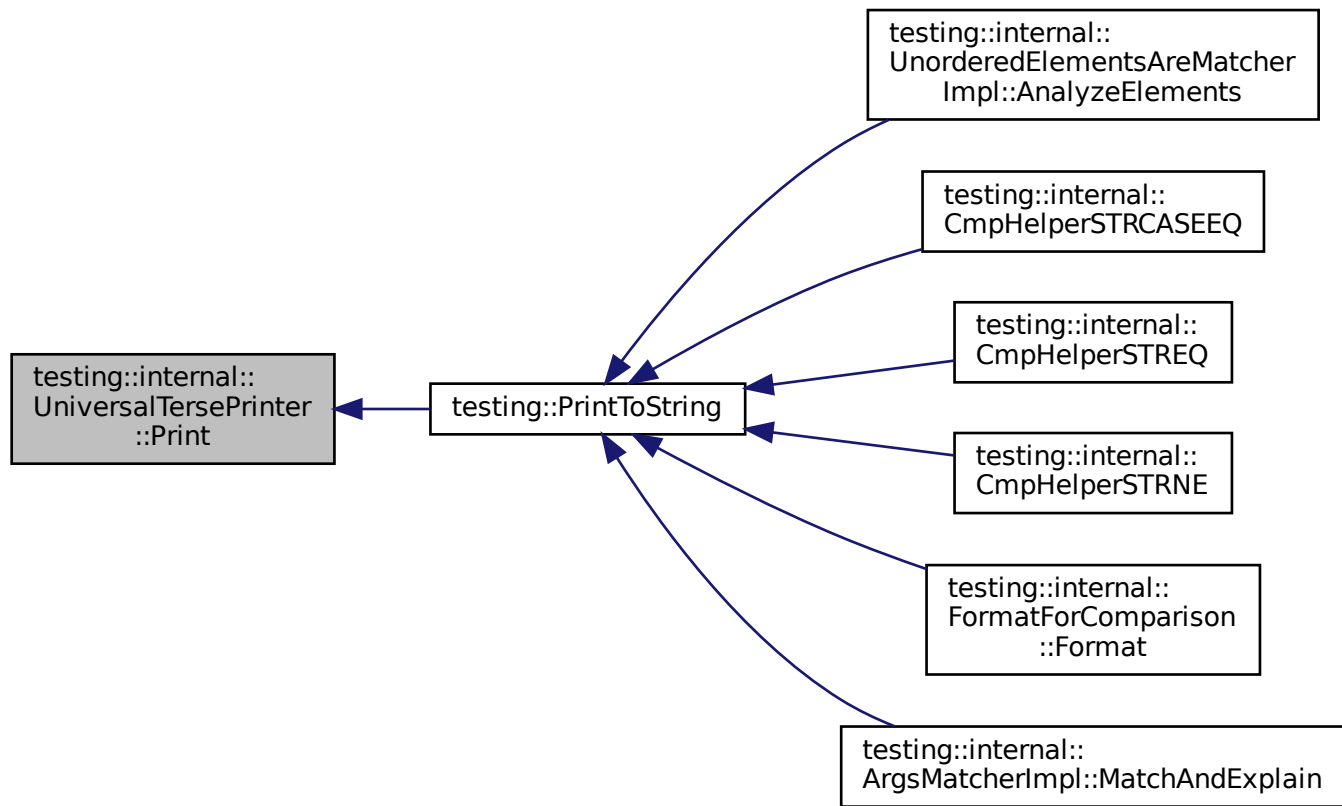 testing::internal::
UnorderedElementsAreMatcher
Impl::AnalyzeElements
testing::internal::
CmpHelperSTRCASEEQ
testing::internal::
CmpHelperSTREQ
testing::internal::
UniversalTersePrinter
::Print
testing::PrintToString
testing::internal::
CmpHelperSTRNE
testing::internal::
FormatForComparison
::Format
testing::internal::
ArgsMatcherImpl::MatchAndExplain